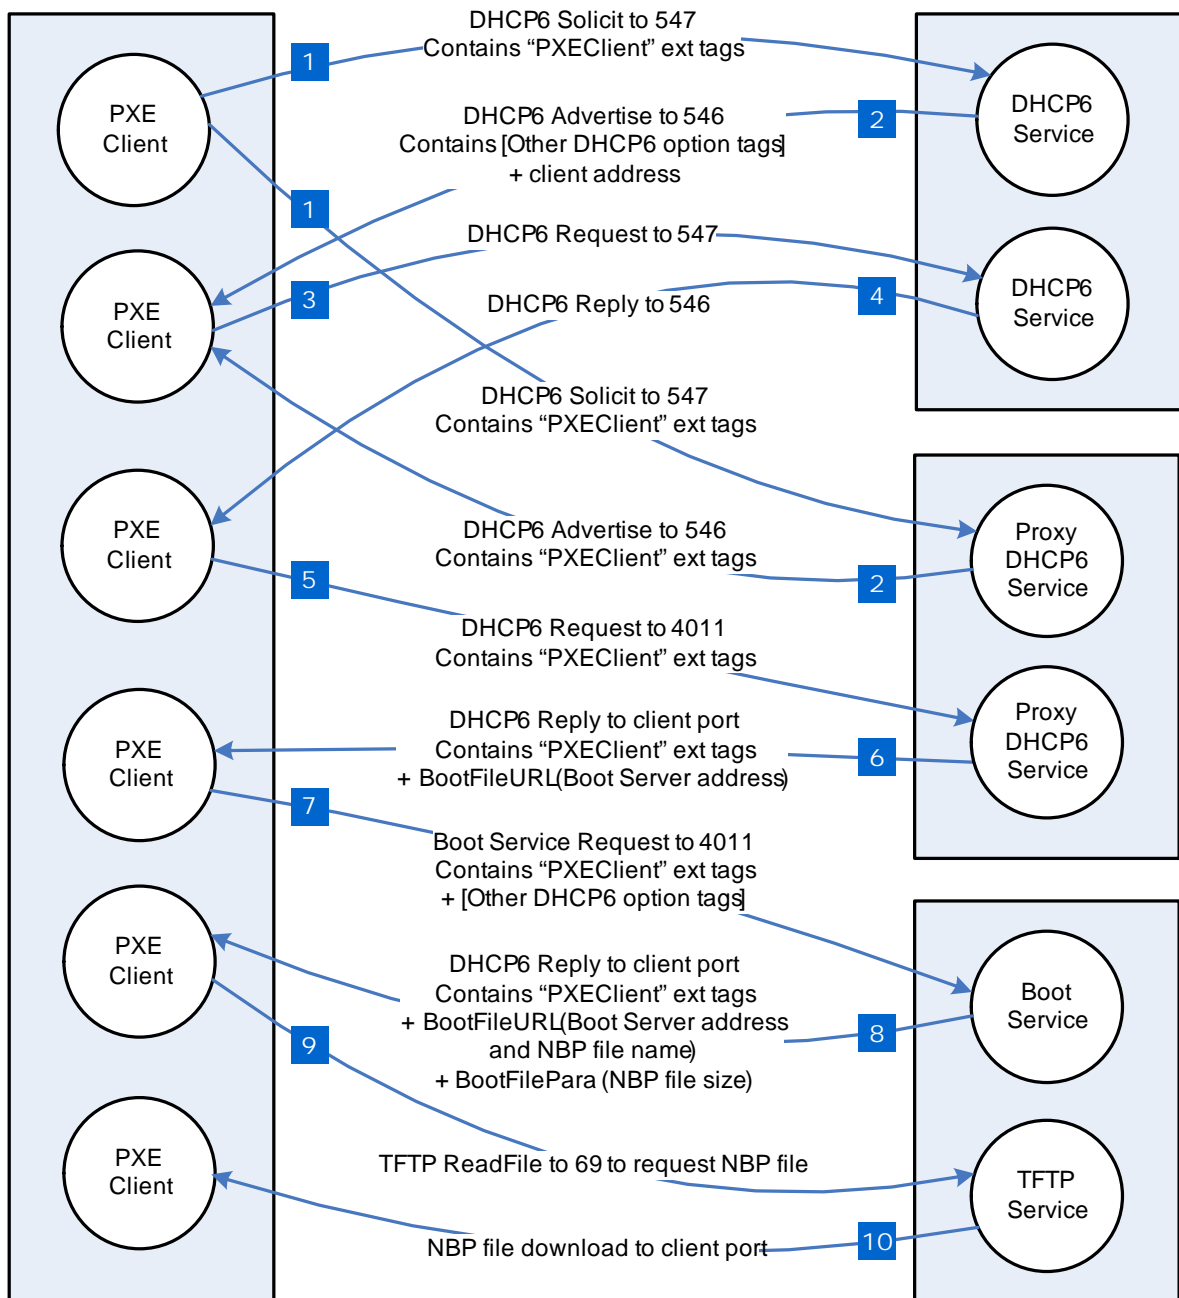 DHCP6 Solicit to 547
Contains “PXEClient” ext tags
1
PXE
Client
DHCP6
Service
DHCP6 Advertise to 546
Contains [Other DHCP6 option tags]
+ client address
2
1
DHCP6 Request to 547
3
PXE
Client
DHCP6
Service
DHCP6 Reply to 546
4
DHCP6 Solicit to 547
Contains “PXEClient” ext tags
PXE
Client
Proxy
DHCP6
Service
DHCP6 Advertise to 546
Contains “PXEClient” ext tags
2
5
DHCP6 Request to 4011
Contains “PXEClient” ext tags
PXE
Client
Proxy
DHCP6
Service
DHCP6 Reply to client port
Contains “PXEClient” ext tags
+ BootFileURL(Boot Server address)
6
7
Boot Service Request to 4011
Contains “PXEClient” ext tags
+ [Other DHCP6 option tags]
PXE
Client
Boot
Service
DHCP6 Reply to client port
Contains “PXEClient” ext tags
+ BootFileURL(Boot Server address
and NBP file name)
+ BootFilePara (NBP file size)
8
9
PXE
Client
TFTP
Service
TFTP ReadFile to 69 to request NBP file
NBP file download to client port
10